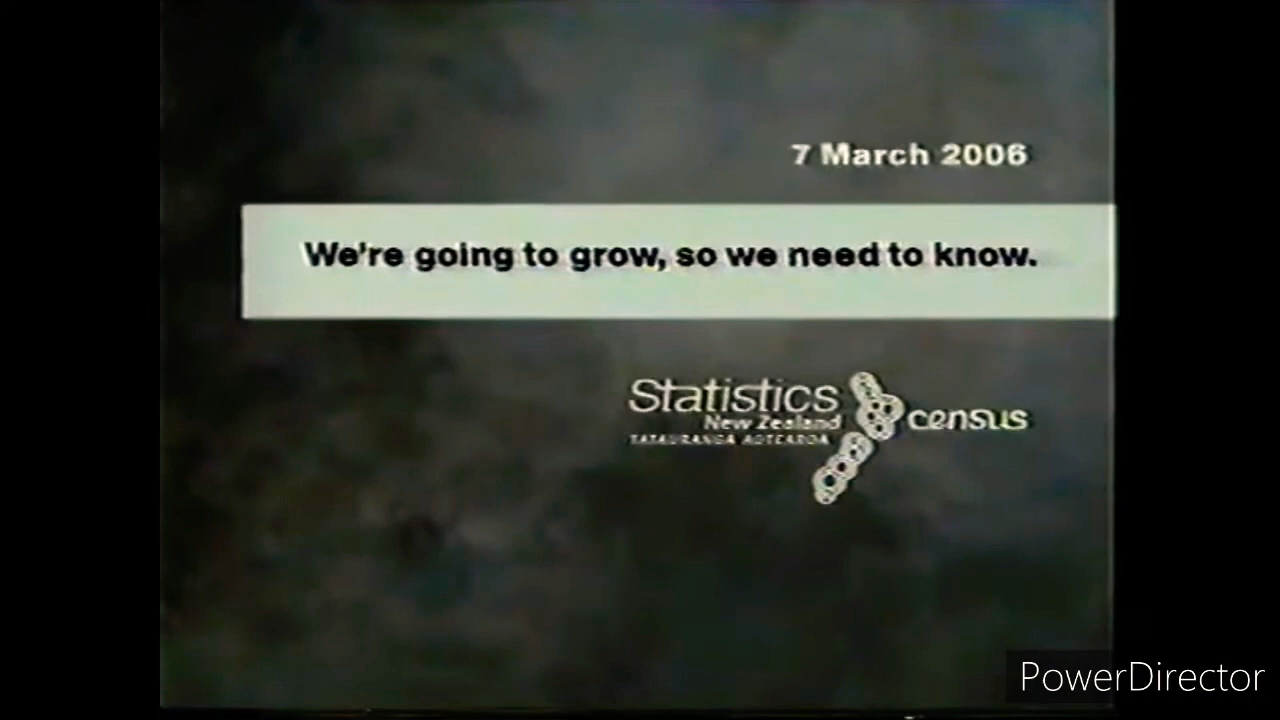 7 March 2006
We're going to grow, so we need to know.
Statistics
New Zealand
TATAURANGA AOTEAROA
census
PowerDirector